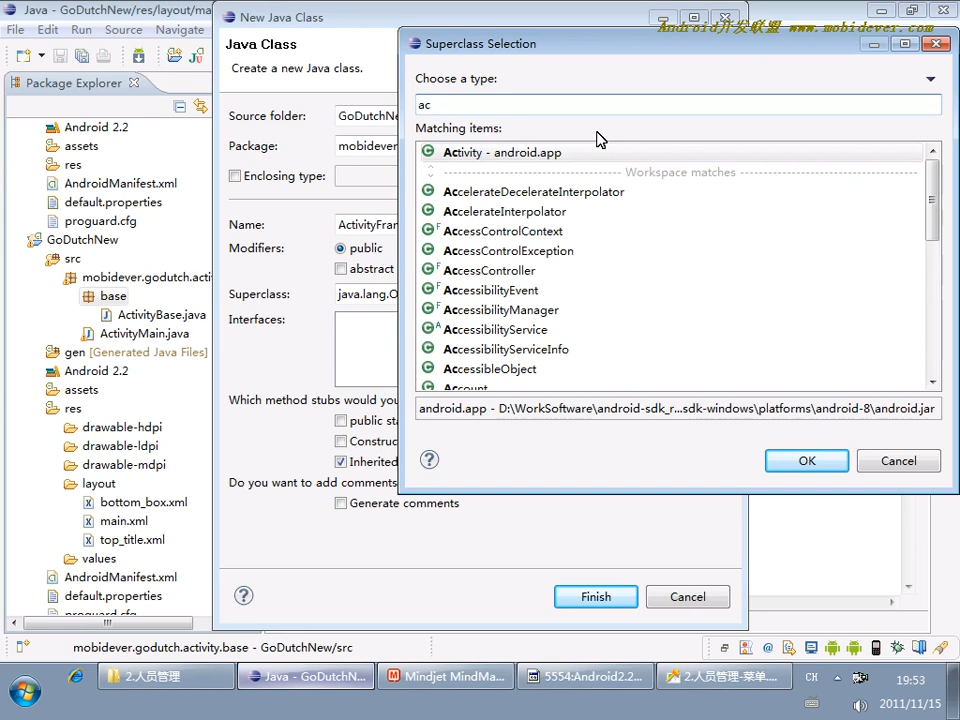 Java - GoDutchNew/res/layout/ma
File Edit Run Source Navigate
Package Explorer
Android 2.2
assets
res
AndroidManifest.xml
default.properties
proguard.cfg
GoDutchNew
src
mobidever.godutch.acti
base
ActivityBase.java
ActivityMain.java
gen [Generated Java Files]
Android 2.2
assets
res
drawable-hdpi
drawable-ldpi
drawable-mdpi
layout
bottom_box.xml
main.xml
top_title.xml
values
AndroidManifest.xml
default.properties
proguard.cfg
New Java Class
Java Class
Create a new Java class.
Source folder: GoDutchNe
Package: mobidever
Enclosing type:
Name: ActivityFra
Modifiers: public
abstract
Superclass: java.lang.O
Interfaces:
Which method stubs would you
public sta
Construc
Inherited
Do you want to add comments
Generate comments
Finish Cancel
Android开发联盟 www.mobidever.com
Superclass Selection
Choose a type:
ac
Matching items:
Activity - android.app
Workspace matches
AccelerateDecelerateInterpolator
AccelerateInterpolator
AccessControlContext
AccessControlException
AccessController
AccessibilityEvent
AccessibilityManager
AccessibilityService
AccessibilityServiceInfo
AccessibleObject
Account
android.app - D:\WorkSoftware\android-sdk_r...sdk-windows\platforms\android-8\android.jar
OK Cancel
mobidever.godutch.activity.base - GoDutchNew/src
2.人员管理
Java - GoDutchN...
Mindjet MindMa...
5554:Android2.2...
2.人员管理-菜单....
CH
19:53
2011/11/15